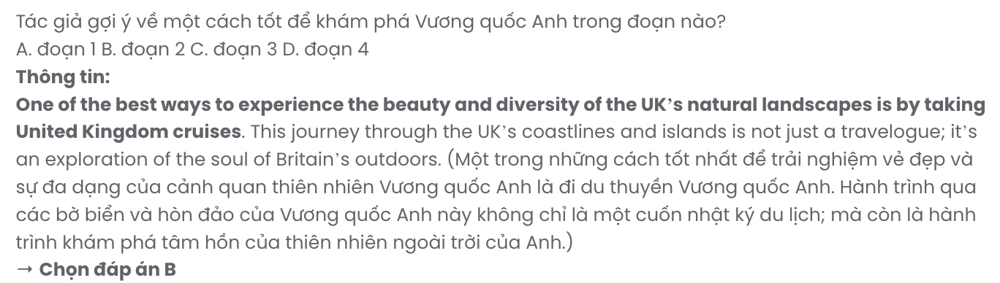 Tác giả gợi ý về một cách tốt để khám phá Vương quốc Anh trong đoạn nào?
A. đoạn 1 B. đoạn 2 C. đoạn 3 D. đoạn 4
Thông tin:
One of the best ways to experience the beauty and diversity of the UK’s natural landscapes is by taking
United Kingdom cruises. This journey through the UK’s coastlines and islands is not just a travelogue; it’s
an exploration of the soul of Britain’s outdoors. (Một trong những cách tốt nhất để trải nghiệm vẻ đẹp và
sự đa dạng của cảnh quan thiên nhiên Vương quốc Anh là đi du thuyền Vương quốc Anh. Hành trình qua
các bờ biển và hòn đảo của Vương quốc Anh này không chỉ là một cuốn nhật ký du lịch; mà còn là hành
trình khám phá tâm hồn của thiên nhiên ngoài trời của Anh.)
→ Chọn đáp án B